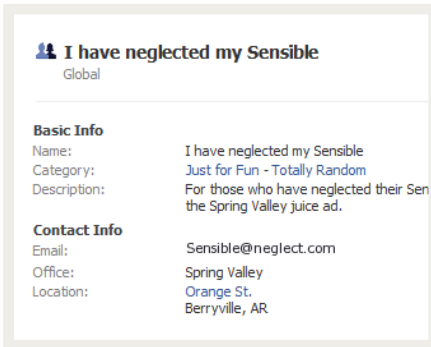 I have neglected my Sensible
Global
Basic Info
Name: I have neglected my Sensible
Category: Just for Fun - Totally Random
Description: For those who have neglected their Sen
the Spring Valley juice ad.
Contact Info
Email: Sensible@neglect.com
Office: Spring Valley
Location: Orange St.
Berryville, AR